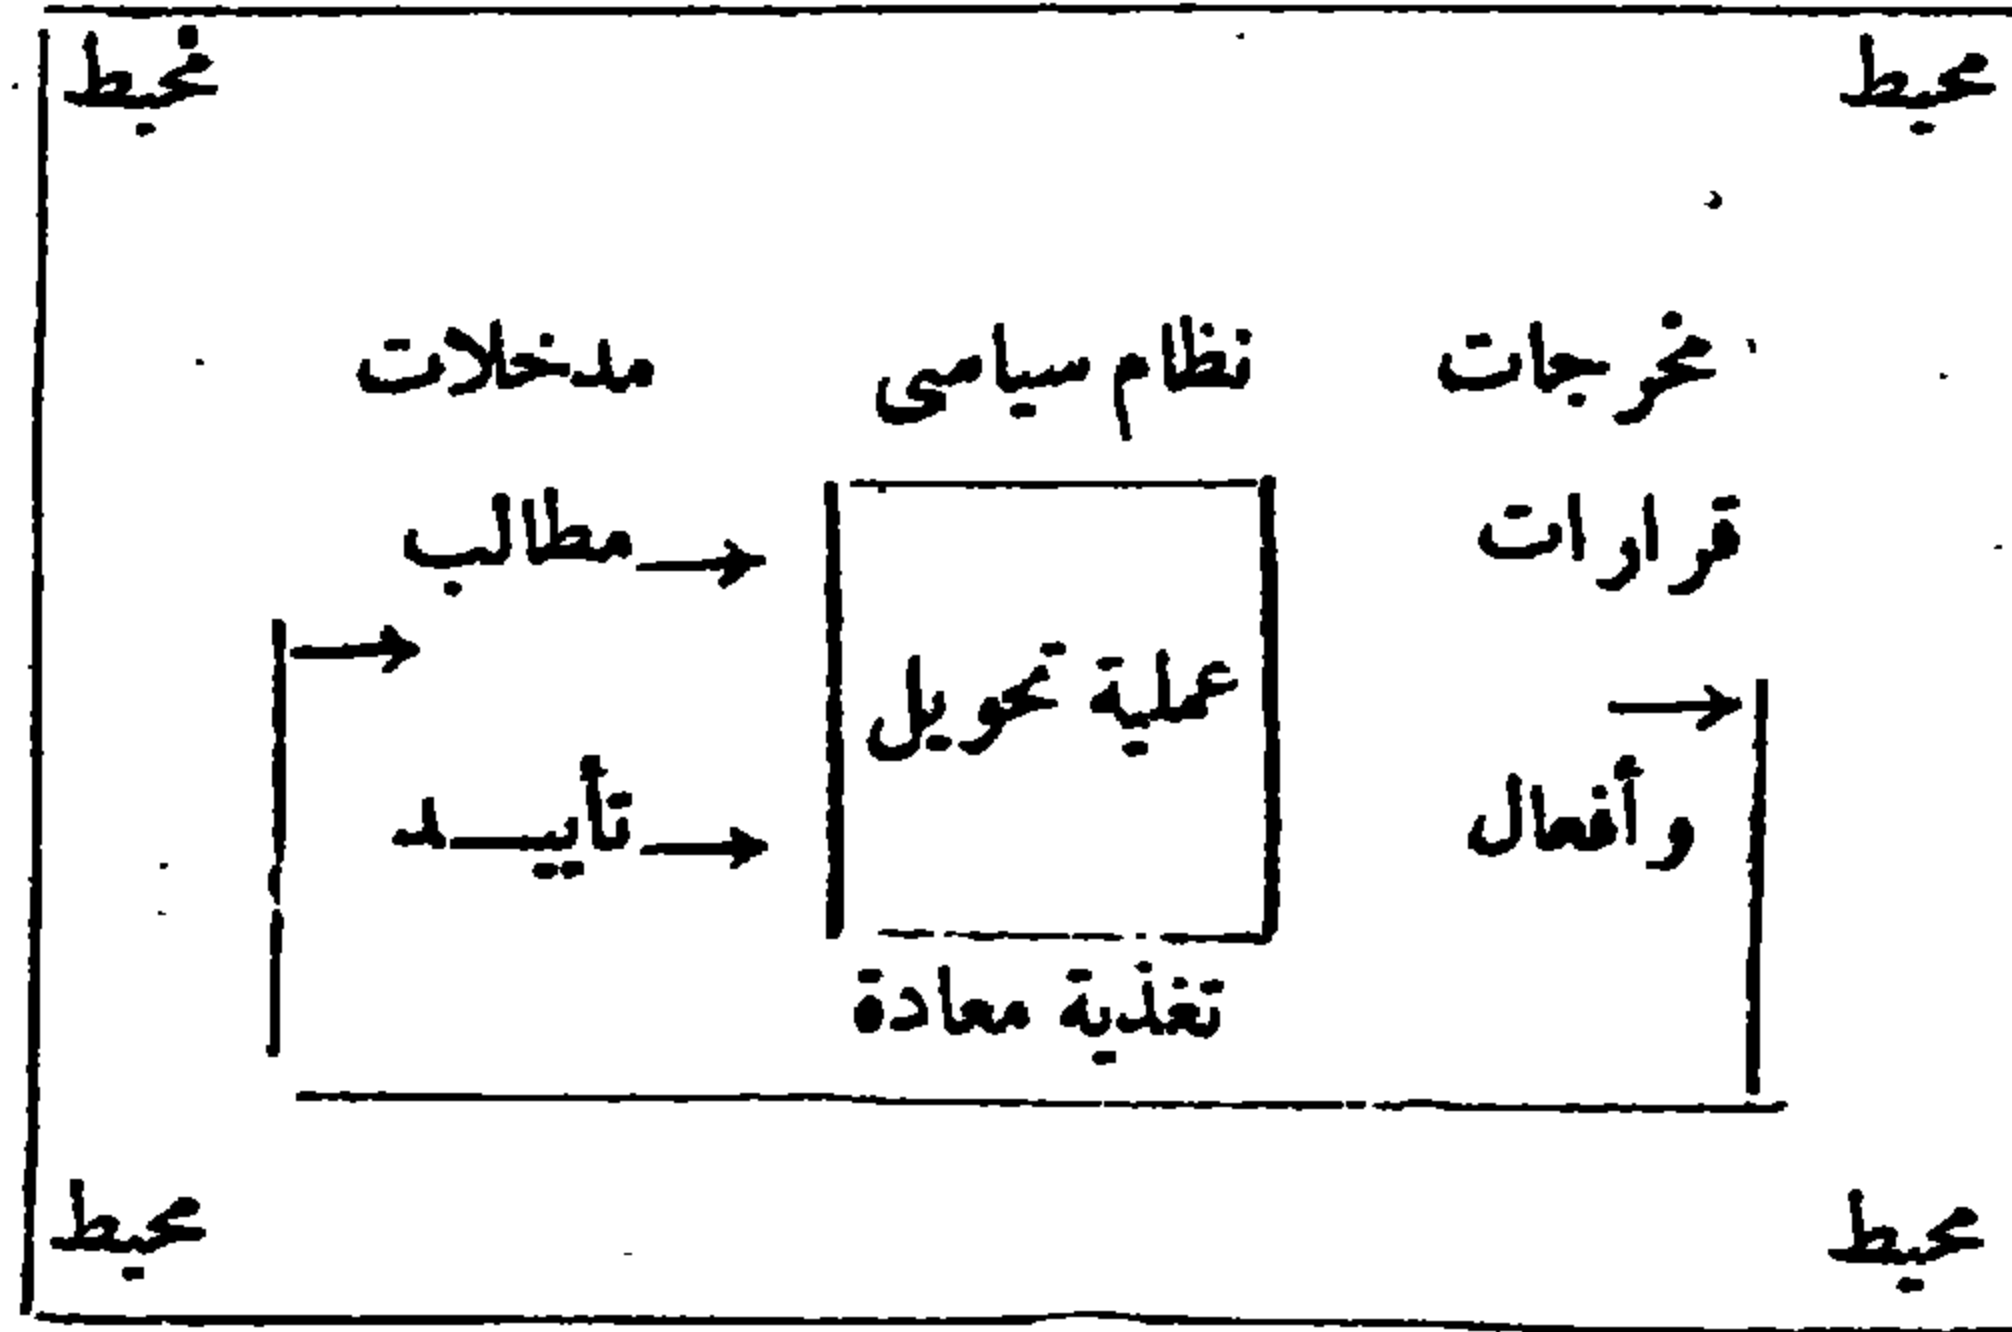 محيط
محيط
مخرجات
نظام سياسى
مدخلات
قرارات
مطالب
عملية تحويل
وأفعال
تأييد
تغذية معادة
محيط
محيط